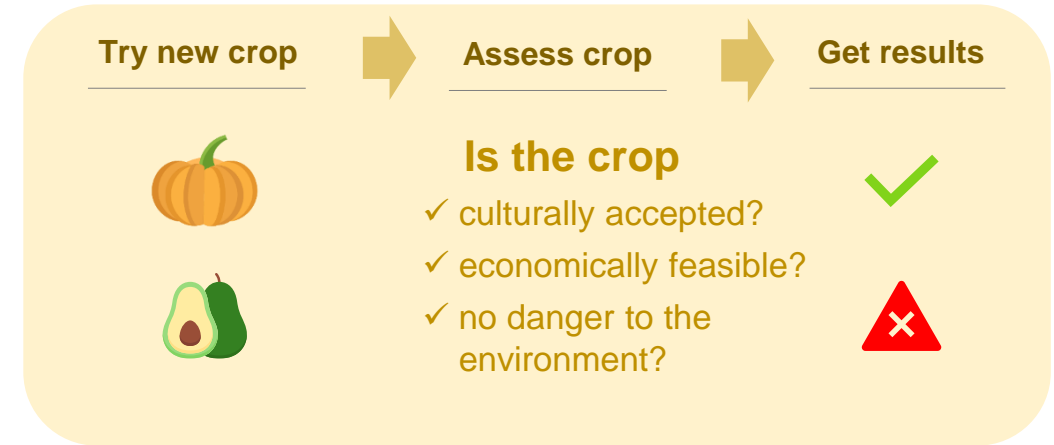 Try new crop
Assess crop
Get results
Is the crop
✓ culturally accepted?
✓ economically feasible?
✓ no danger to the
environment?